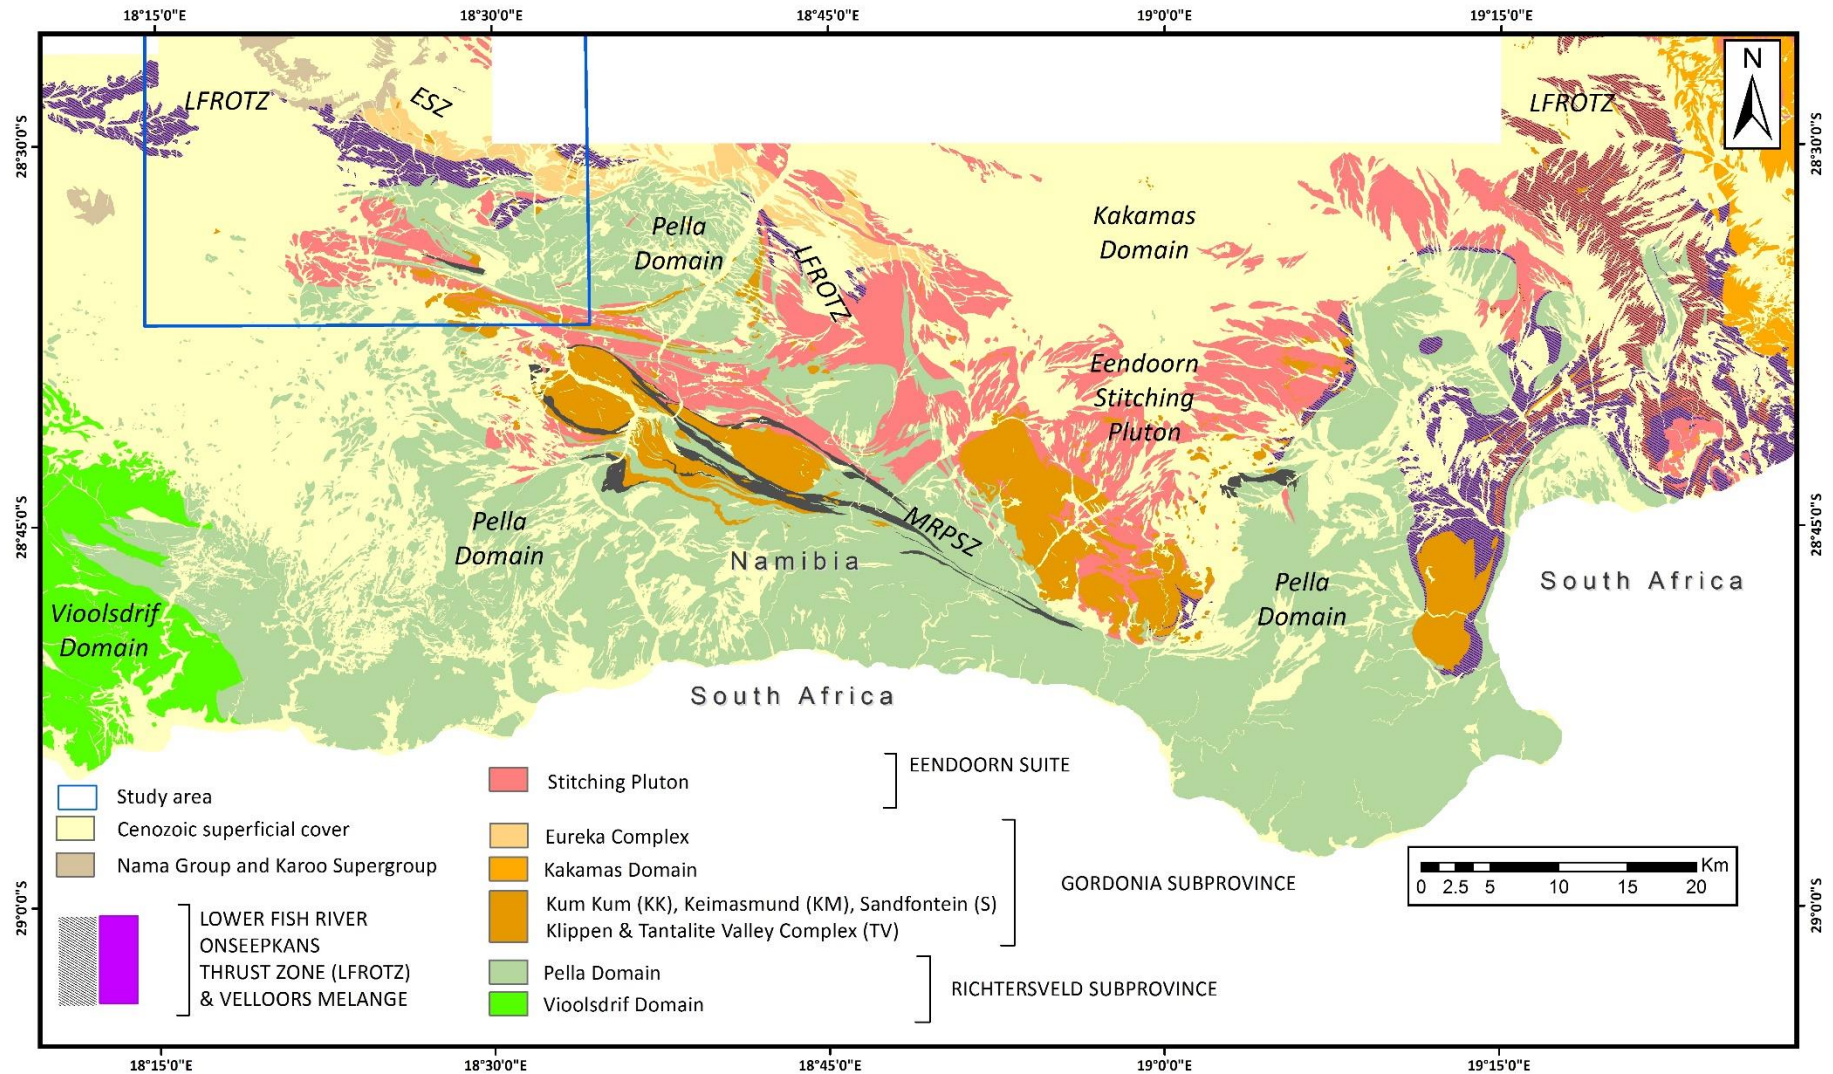 18°15'0"E
18°30'0"E
18°45'0"E
19°0'0"E
19°15'0"E
N
LFROTZ
ESZ
LFROTZ
28°30'0"S
28°30'0"S
Pella
Domain
Kakamas
Domain
LFROTZ
Eendoorn
Stitching
Pluton
28°45'0"S
28°45'0"S
Pella
Domain
MRPSZ
Namibia
Pella
Domain
South Africa
Vioolsdrif
Domain
South Africa
Study area
Cenozoic superficial cover
Nama Group and Karoo Supergroup
LOWER FISH RIVER
ONSEEPKANS
THRUST ZONE (LFROTZ)
& VELLOORS MELANGE
Stitching Pluton
EENDOORN SUITE
Eureka Complex
Kakamas Domain
Kum Kum (KK), Keimasmund (KM), Sandfontein (S)
Klippen & Tantalite Valley Complex (TV)
GORDONIA SUBPROVINCE
Pella Domain
Vioolsdrif Domain
RICHTERSVELD SUBPROVINCE
Km
0 2.5 5 10 15 20
29°0'0"S
29°0'0"S
18°15'0"E
18°30'0"E
18°45'0"E
19°0'0"E
19°15'0"E